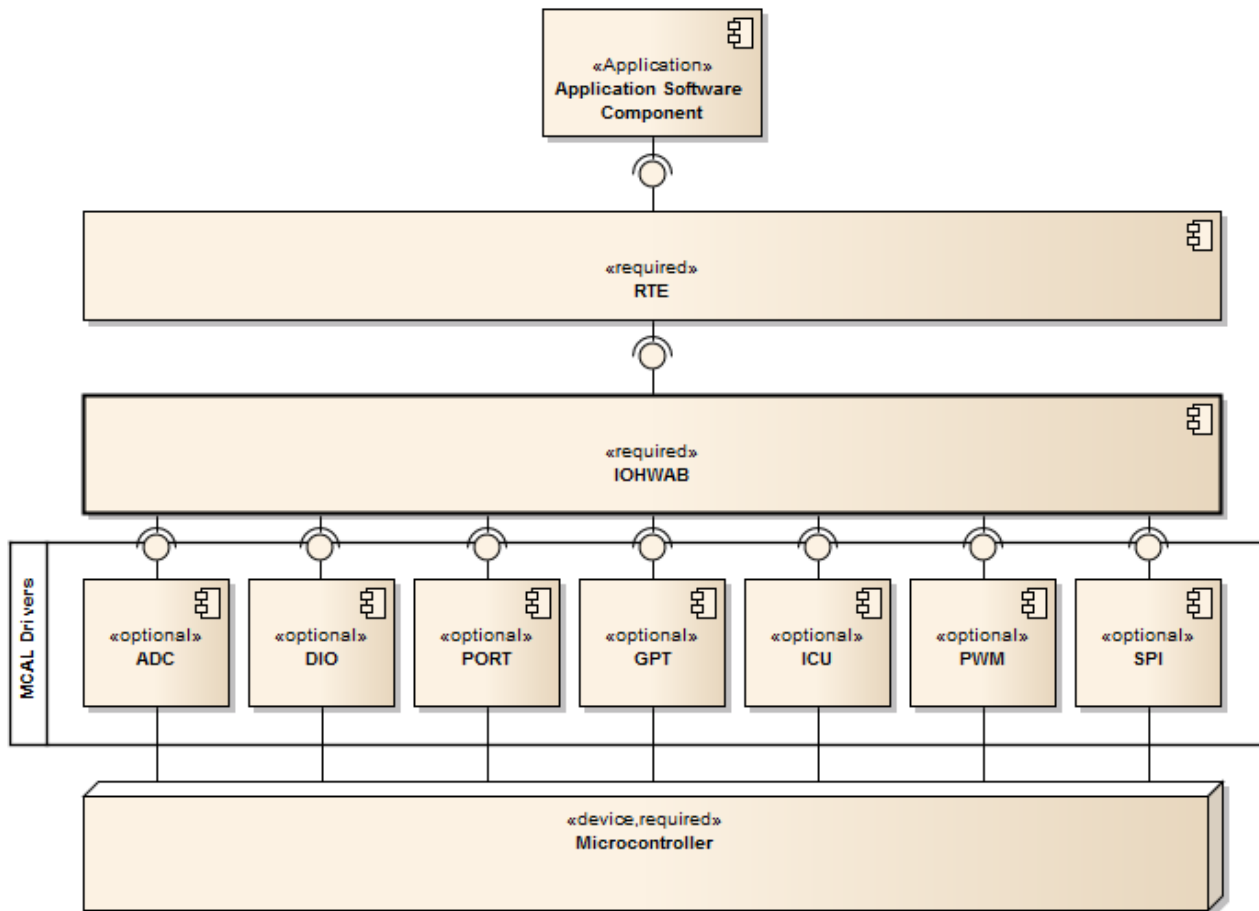 «Application»
Application Software
Component
«required»
RTE
«required»
IOHWAB
MCAL Drivers
«optional»
ADC
«optional»
DIO
«optional»
PORT
«optional»
GPT
«optional»
ICU
«optional»
PWM
«optional»
SPI
«device,required»
Microcontroller